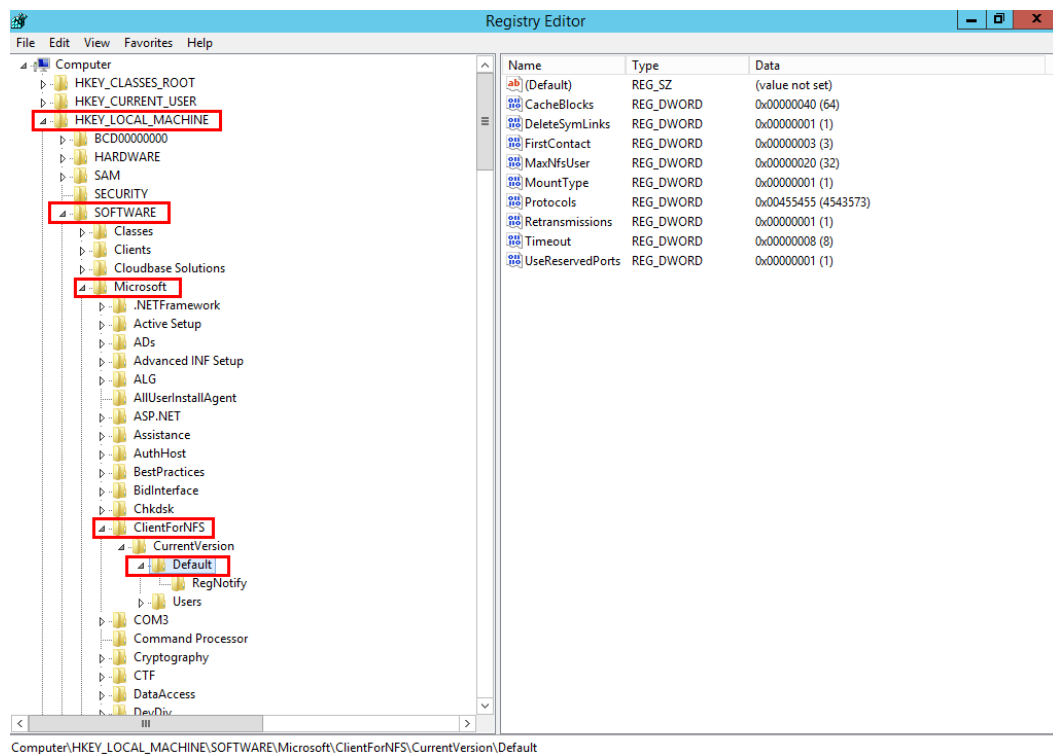 Registry Editor
File Edit View Favorites Help
Computer
HKEY_CLASSES_ROOT
HKEY_CURRENT_USER
HKEY_LOCAL_MACHINE
BCD00000000
HARDWARE
SAM
SECURITY
SOFTWARE
Classes
Clients
Cloudbase Solutions
Microsoft
.NETFramework
Active Setup
ADs
Advanced INF Setup
ALG
AllUserInstallAgent
ASP.NET
Assistance
AuthHost
BestPractices
BidInterface
Chkdsk
ClientForNFS
CurrentVersion
Default
RegNotify
Users
COM3
Command Processor
Cryptography
CTF
DataAccess
DevDiv
Name Type Data
(Default) REG_SZ (value not set)
CacheBlocks REG_DWORD 0x00000040 (64)
DeleteSymLinks REG_DWORD 0x00000001 (1)
FirstContact REG_DWORD 0x00000003 (3)
MaxNfsUser REG_DWORD 0x00000020 (32)
MountType REG_DWORD 0x00000001 (1)
Protocols REG_DWORD 0x00455455 (4543573)
Retransmissions REG_DWORD 0x00000001 (1)
Timeout REG_DWORD 0x00000008 (8)
UseReservedPorts REG_DWORD 0x00000001 (1)
Computer\HKEY_LOCAL_MACHINE\SOFTWARE\Microsoft\ClientForNFS\CurrentVersion\Default